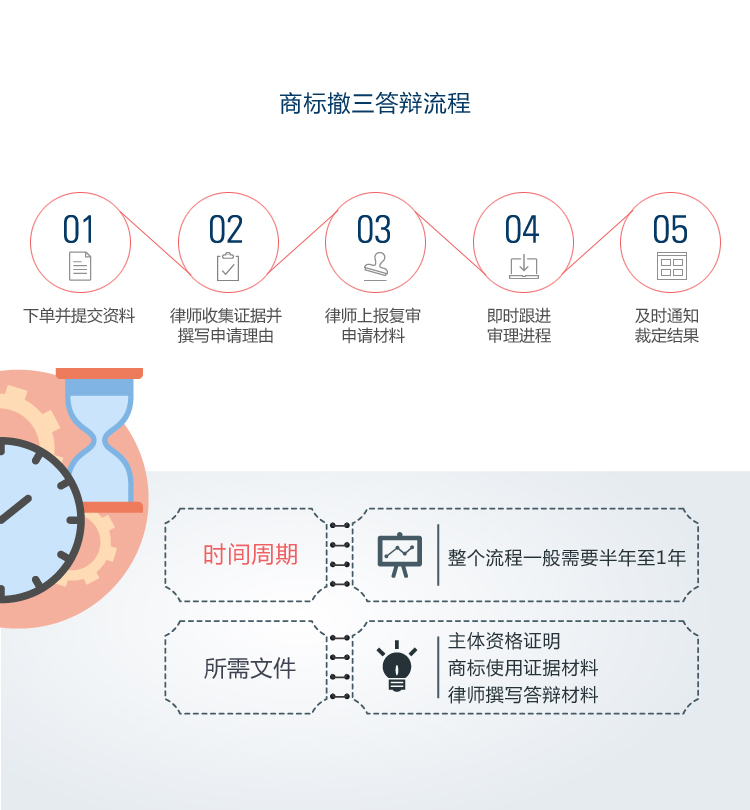 商标撤三答辩流程
01
02
03
04
05
下单并提交资料
律师收集证据并
撰写申请理由
律师上报复审
申请材料
即时跟进
审理进程
及时通知
裁定结果
时间周期
整个流程一般需要半年至1年
所需文件
主体资格证明
商标使用证据材料
律师撰写答辩材料